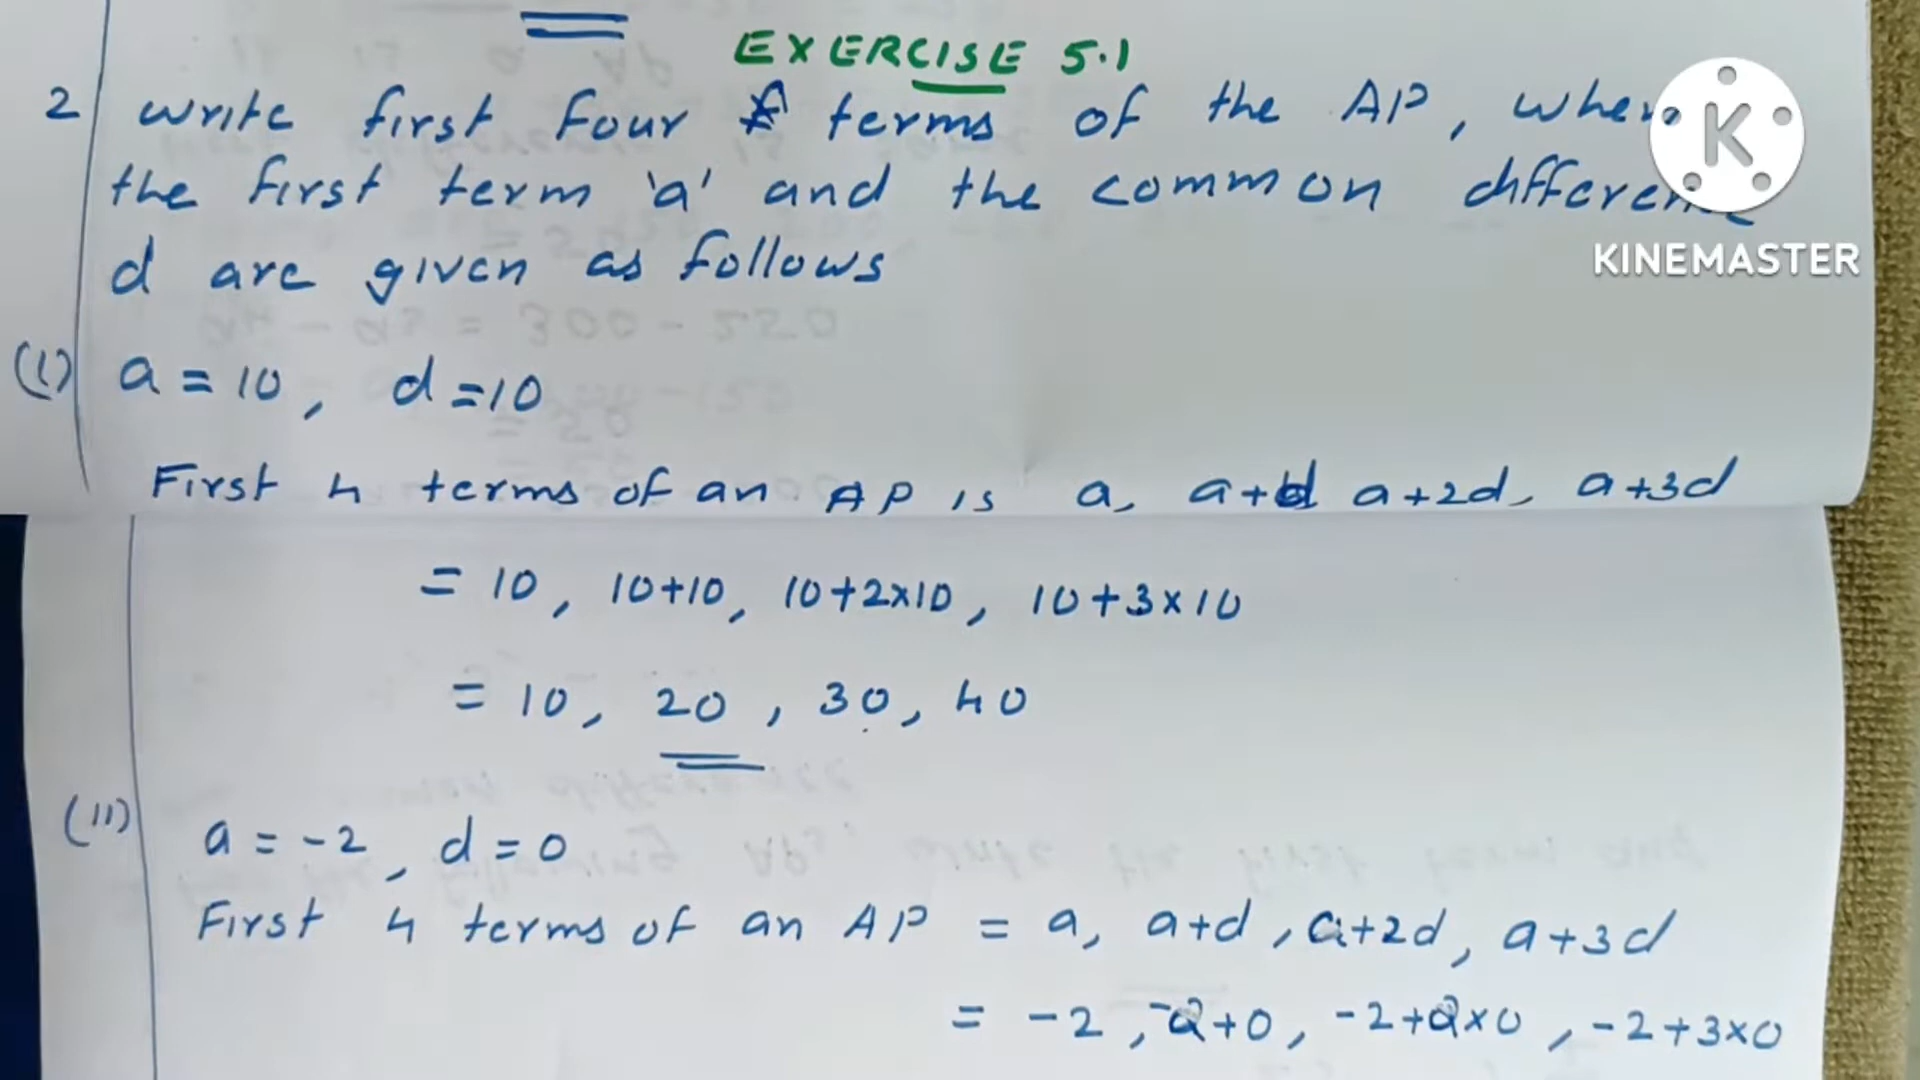 EXERCISE 5.1
2 write first four terms of the AP, when
the first term 'a' and the common difference
d are given as follows
K
KINEMASTER
(i) a = 10, d = 10
First 4 terms of an AP is a, a+d a+2d, a+3d
= 10, 10+10, 10+2×10, 10+3×10
= 10, 20, 30, 40
(ii) a = -2, d = 0
First 4 terms of an AP = a, a+d, a+2d, a+3d
= -2, -2+0, -2+2×0, -2+3×0